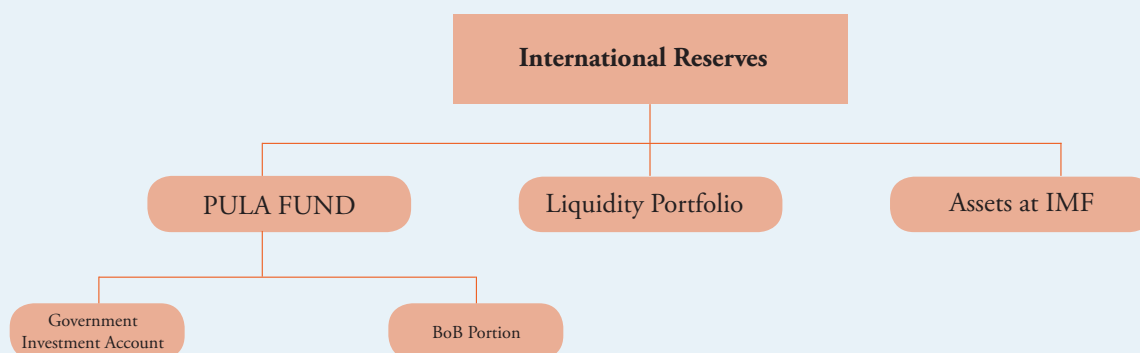 International Reserves
PULA FUND
Liquidity Portfolio
Assets at IMF
Government
Investment Account
BoB Portion